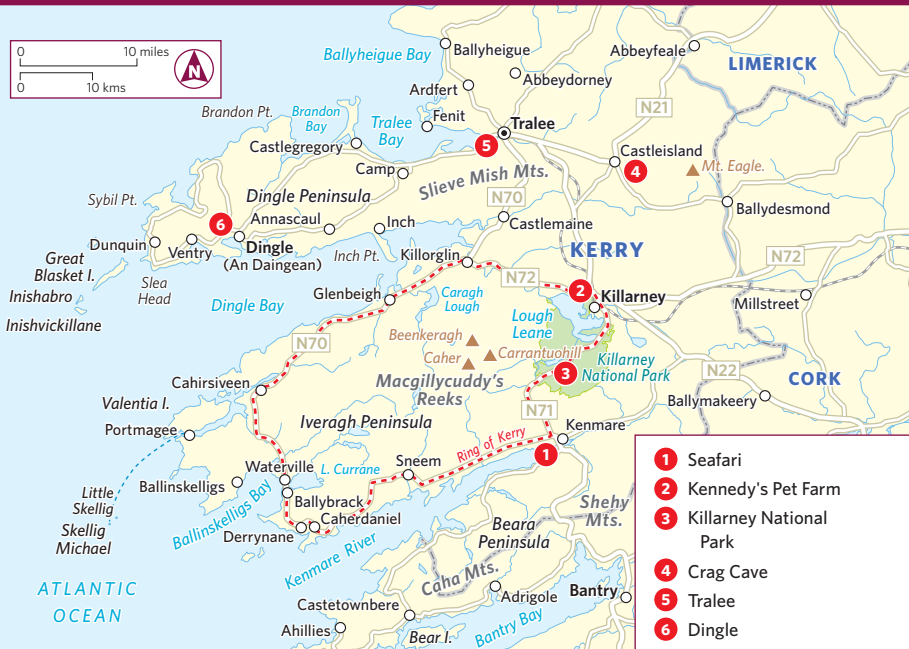 0 10 miles
0 10 kms
N
Ballyheigue Bay
Ballyheigue
Abbeyfeale
LIMERICK
Abbeydorney
Ardfert
N21
Brandon Pt.
Brandon
Bay
Tralee
Bay
Fenit
Tralee
5
Castlegregory
Castleisland
4
Mt. Eagle.
Camp
Slieve Mish Mts.
Sybil Pt.
Dingle Peninsula
N70
Ballydesmond
6
Annascaul
Inch
Castlemaine
Dunquin
Ventry
Dingle
(An Daingean)
Inch Pt.
Killorglin
KERRY
N72
Great
Blasket I.
Slea
Head
N72
Inishabro
Glenbeigh
Caragh
Lough
2
Killarney
Millstreet
Inishvickillane
Dingle Bay
Lough
Leane
N70
Beenkeragh
Caher
Carrantuohill
Killarney
National Park
3
Macgillycuddy's
Reeks
N22
CORK
Cahirsiveen
Valentia I.
N71
Ballymakeery
Portmagee
Iveragh Peninsula
Kenmare
Ring of Kerry
1
Waterville
L. Currane
Sneem
Ballinskelligs
Little
Skellig
Ballinskelligs Bay
Ballybrack
Skellig
Michael
Caherdaniel
Derrynane
Shehy
Mts.
Beara
Peninsula
Kenmare River
ATLANTIC
OCEAN
Caha Mts.
Adrigole
Bantry
Castetownbere
Ahillies
Bear I.
Bantry Bay
1 Seafari
2 Kennedy's Pet Farm
3 Killarney National
Park
4 Crag Cave
5 Tralee
6 Dingle